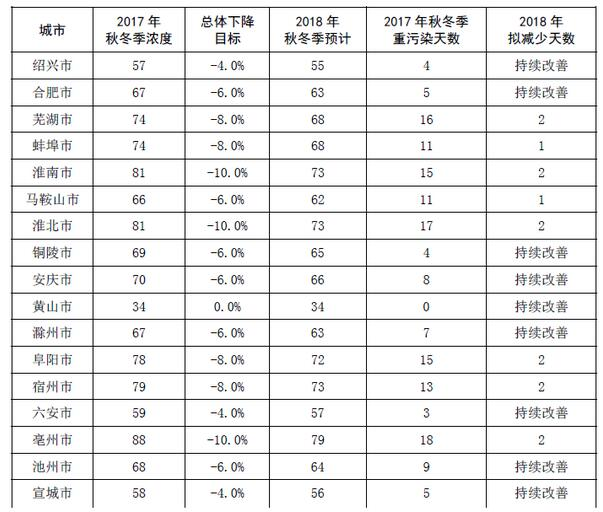 城市 2017 年 秋冬季浓度 总体下降 目标 2018 年 秋冬季预计 2017 年秋冬季 重污染天数 2018 年 拟减少天数
绍兴市 57 -4.0% 55 4 持续改善
合肥市 67 -6.0% 63 5 持续改善
芜湖市 74 -8.0% 68 16 2
蚌埠市 74 -8.0% 68 11 1
淮南市 81 -10.0% 73 15 2
马鞍山市 66 -6.0% 62 11 1
淮北市 81 -10.0% 73 17 2
铜陵市 69 -6.0% 65 4 持续改善
安庆市 70 -6.0% 66 8 持续改善
黄山市 34 0.0% 34 0 持续改善
滁州市 67 -6.0% 63 7 持续改善
阜阳市 78 -8.0% 72 15 2
宿州市 79 -8.0% 73 13 2
六安市 59 -4.0% 57 3 持续改善
亳州市 88 -10.0% 79 18 2
池州市 68 -6.0% 64 9 持续改善
宣城市 58 -4.0% 56 5 持续改善